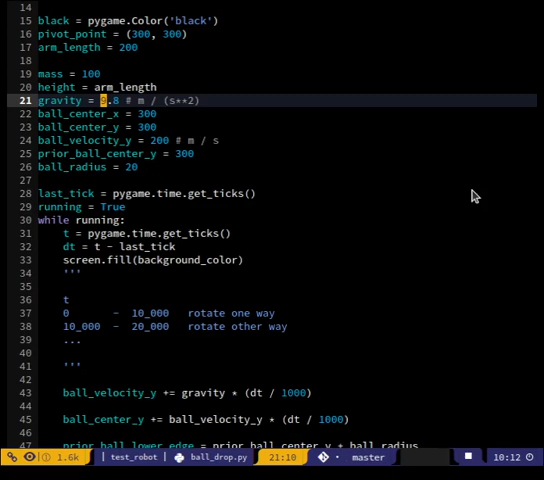 14
15 black = pygame.Color('black')
16 pivot_point = (300, 300)
17 arm_length = 200
18
19 mass = 100
20 height = arm_length
21 gravity = 9.8 # m / (s**2)
22 ball_center_x = 300
23 ball_center_y = 300
24 ball_velocity_y = 200 # m / s
25 prior_ball_center_y = 300
26 ball_radius = 20
27
28 last_tick = pygame.time.get_ticks()
29 running = True
30 while running:
31 t = pygame.time.get_ticks()
32 dt = t - last_tick
33 screen.fill(background_color)
34 '''
35
36 t
37 0 - 10_000 rotate one way
38 10_000 - 20_000 rotate other way
39 ...
40
41 '''
42
43 ball_velocity_y += gravity * (dt / 1000)
44
45 ball_center_y += ball_velocity_y * (dt / 1000)
46
47 prior_ball_lower_edge = prior_ball_center_y + ball_radius
1.6k | test_robot | ball_drop.py 21:10 master 10:12